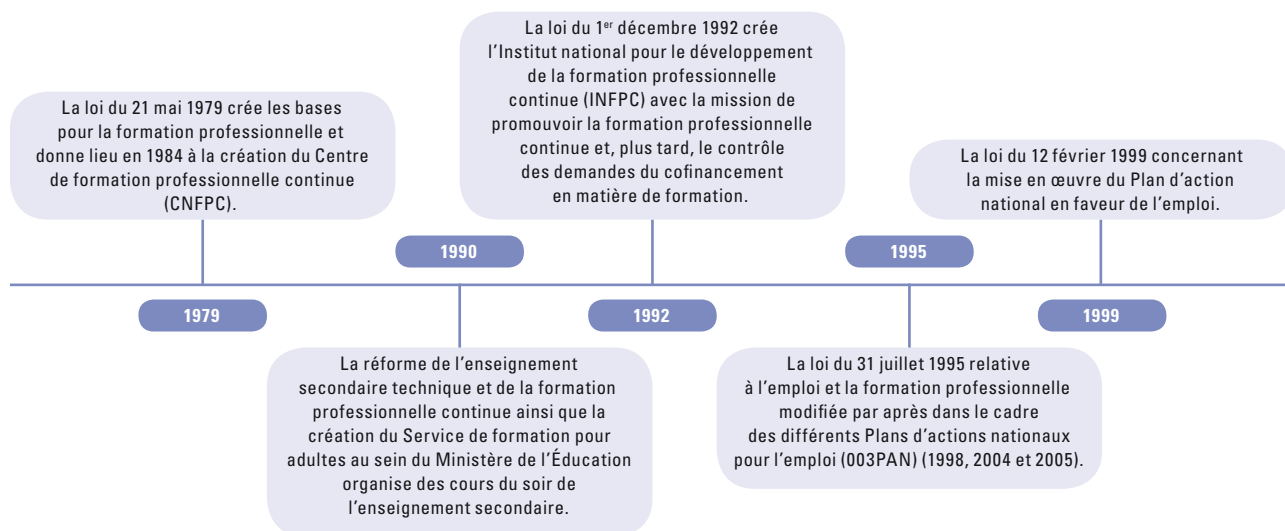 La loi du 21 mai 1979 crée les bases
pour la formation professionnelle et
donne lieu en 1984 à la création du Centre
de formation professionnelle continue
(CNFPC).
1979
1990
La réforme de l'enseignement
secondaire technique et de la formation
professionnelle continue ainsi que la
création du Service de formation pour
adultes au sein du Ministère de l'Éducation
organise des cours du soir de
l'enseignement secondaire.
La loi du 1er décembre 1992 crée
l'Institut national pour le développement
de la formation professionnelle
continue (INFPC) avec la mission de
promouvoir la formation professionnelle
continue et, plus tard, le contrôle
des demandes du cofinancement
en matière de formation.
1992
1995
La loi du 31 juillet 1995 relative
à l'emploi et la formation professionnelle
modifiée par après dans le cadre
des différents Plans d'actions nationaux
pour l'emploi (003PAN) (1998, 2004 et 2005).
La loi du 12 février 1999 concernant
la mise en œuvre du Plan d'action
national en faveur de l'emploi.
1999